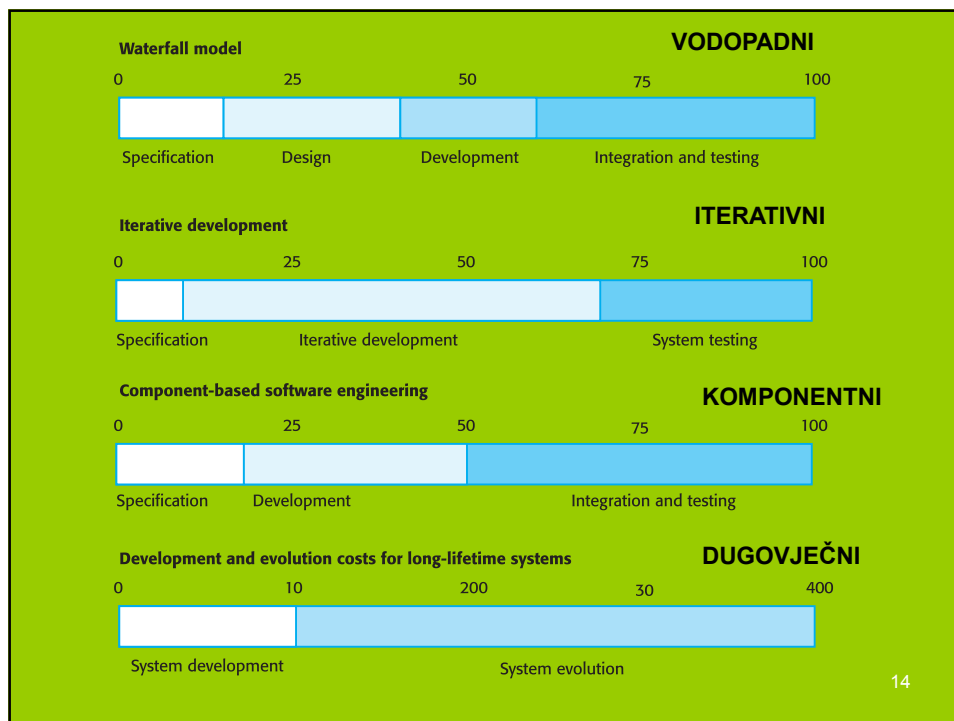 Waterfall model VODOPADNI
0 25 50 75 100
Specification Design Development Integration and testing
Iterative development ITERATIVNI
0 25 50 75 100
Specification Iterative development System testing
Component-based software engineering KOMPONENTNI
0 25 50 75 100
Specification Development Integration and testing
Development and evolution costs for long-lifetime systems DUGOVJEČNI
0 10 200 30 400
System development System evolution
14